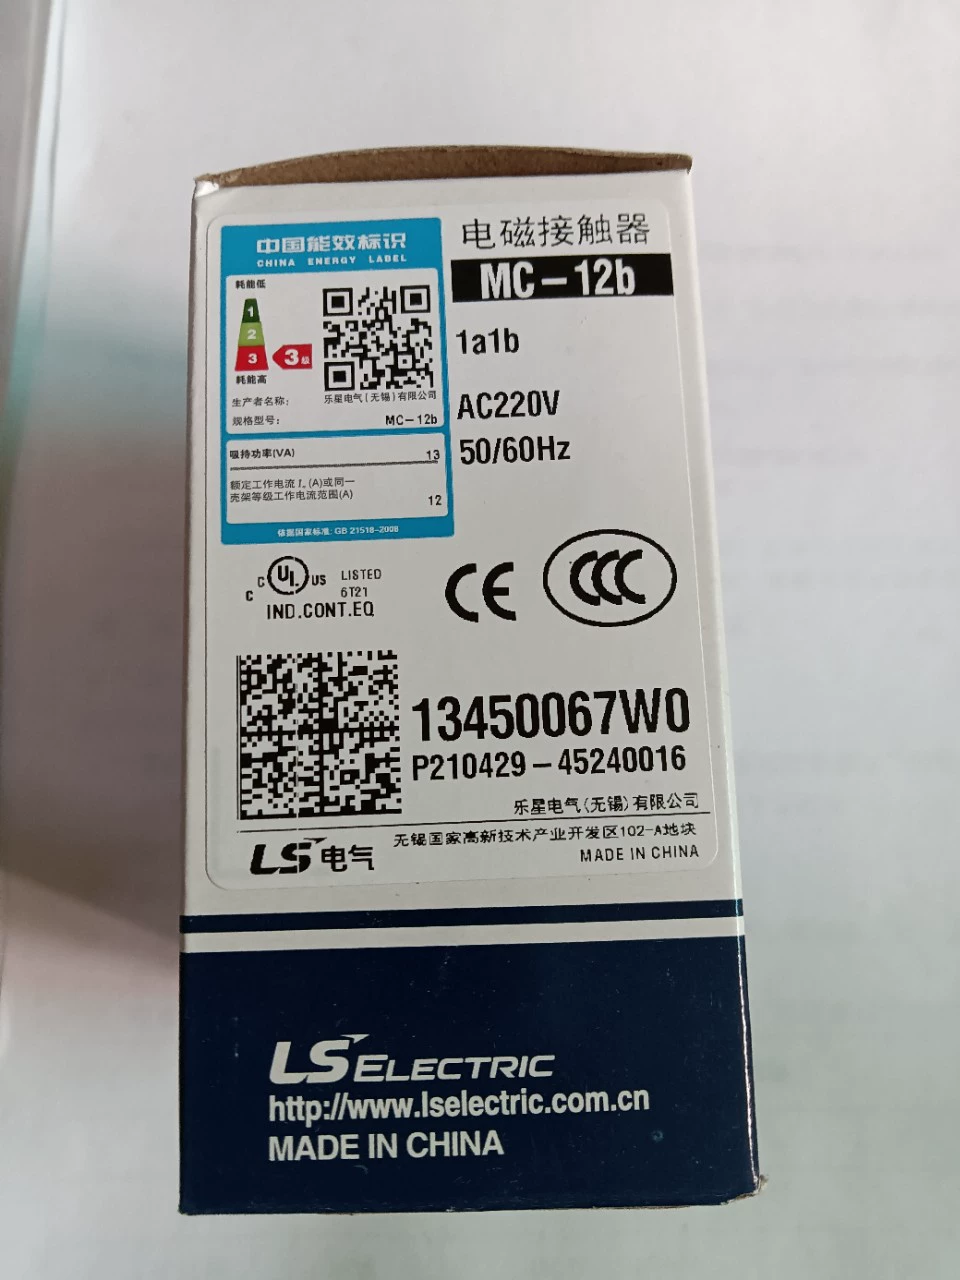 中国能效标识
CHINA ENERGY LABEL
耗能低
1
2
3
3级
耗能高
生产者名称:
乐星电气(无锡)有限公司
规格型号:
MC-12b
吸持功率(VA)
13
额定工作电流 Ie (A)或同一
壳架等级工作电流范围(A)
12
依据国家标准: GB 21518-2008
电磁接触器
MC-12b
1a1b
AC220V
50/60Hz
C
C UL US LISTED
6T21
IND.CONT.EQ
CE
CCC
13450067W0
P210429-45240016
乐星电气(无锡)有限公司
LS电气
无锡国家高新技术产业开发区102-A地块
MADE IN CHINA
LS ELECTRIC
http://www.lselectric.com.cn
MADE IN CHINA